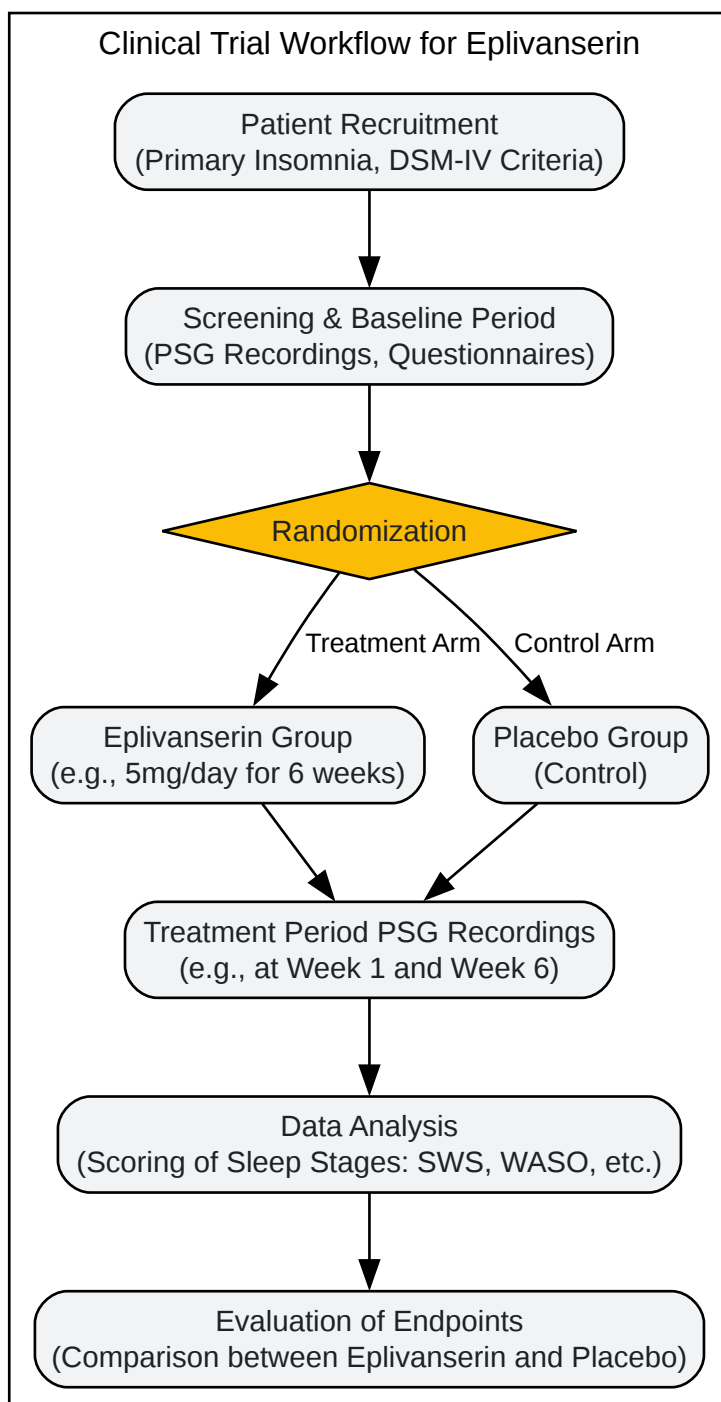 Clinical Trial Workflow for Eplivanserin
Patient Recruitment
(Primary Insomnia, DSM-IV Criteria)
Screening & Baseline Period
(PSG Recordings, Questionnaires)
Randomization
Treatment Arm
Control Arm
Eplivanserin Group
(e.g., 5mg/day for 6 weeks)
Placebo Group
(Control)
Treatment Period PSG Recordings
(e.g., at Week 1 and Week 6)
Data Analysis
(Scoring of Sleep Stages: SWS, WASO, etc.)
Evaluation of Endpoints
(Comparison between Eplivanserin and Placebo)